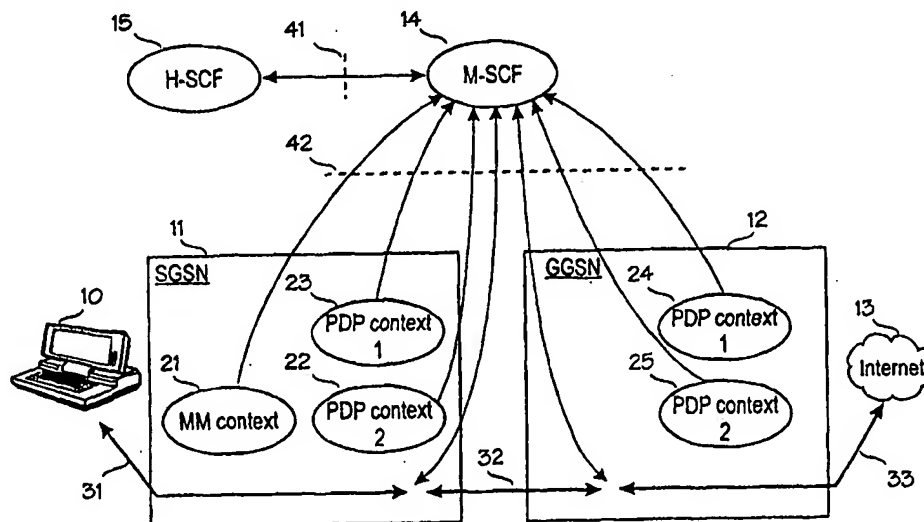 15
41
14
H-SCF
M-SCF
42
11
12
SGSN
GGSN
10
23
24
13
PDP context
1
PDP context
1
21
22
25
Internet
MM context
PDP context
2
PDP context
2
31
32
33